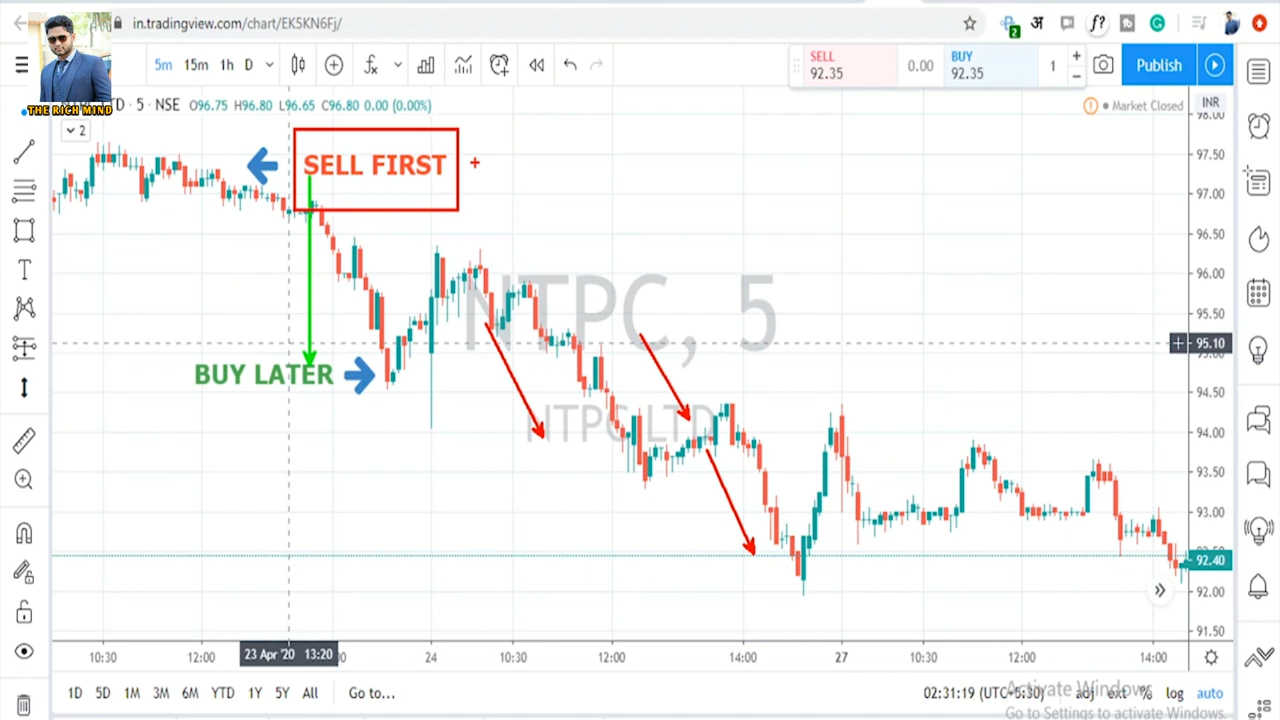 in.tradingview.com/chart/EK5KN6Fj/
अ
f?
2
THE RICH MIND
5m 15m 1h D
SELL
92.35
0.00
BUY
92.35
1
Publish
TD · 5 · NSE O96.75 H96.80 L96.65 C96.80 0.00 (0.00%)
Market Closed
INR
2
SELL FIRST
BUY LATER
NTPC, 5
NTPC LTD
98.00
97.50
97.00
96.50
96.00
95.50
95.10
95.00
94.50
94.00
93.50
93.00
92.50
92.40
92.00
91.50
10:30 12:00 23 Apr '20 13:20 24 10:30 12:00 14:00 27 10:30 12:00 14:00
1D 5D 1M 3M 6M YTD 1Y 5Y All Go to...
02:31:19 (UTC+5:30) adj ext % log auto
Activate Windows
Go to Settings to activate Windows.